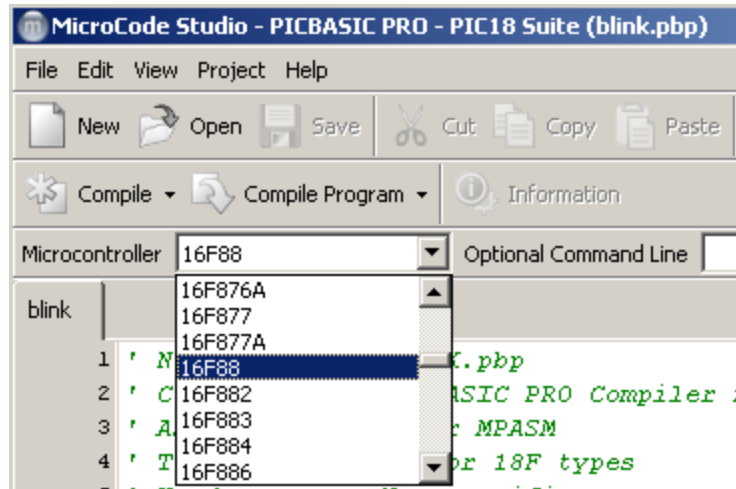 MicroCode Studio - PICBASIC PRO - PIC18 Suite (blink.pbp)
File Edit View Project Help
New Open Save Cut Copy Paste
Compile Compile Program Information
Microcontroller 16F88 Optional Command Line
blink
16F876A
16F877
16F877A
16F88
16F882
16F883
16F884
16F886
1 ' N .pbp
2 ' C ASIC PRO Compiler
3 ' A MPASM
4 ' T or 18F types